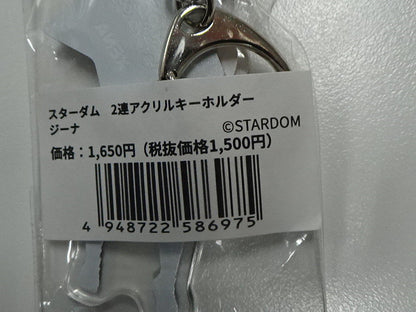 スターダム 2連アクリルキーホルダー
ジーナ
©STARDOM
価格：1,650円（税抜価格1,500円）
4 948722 586975